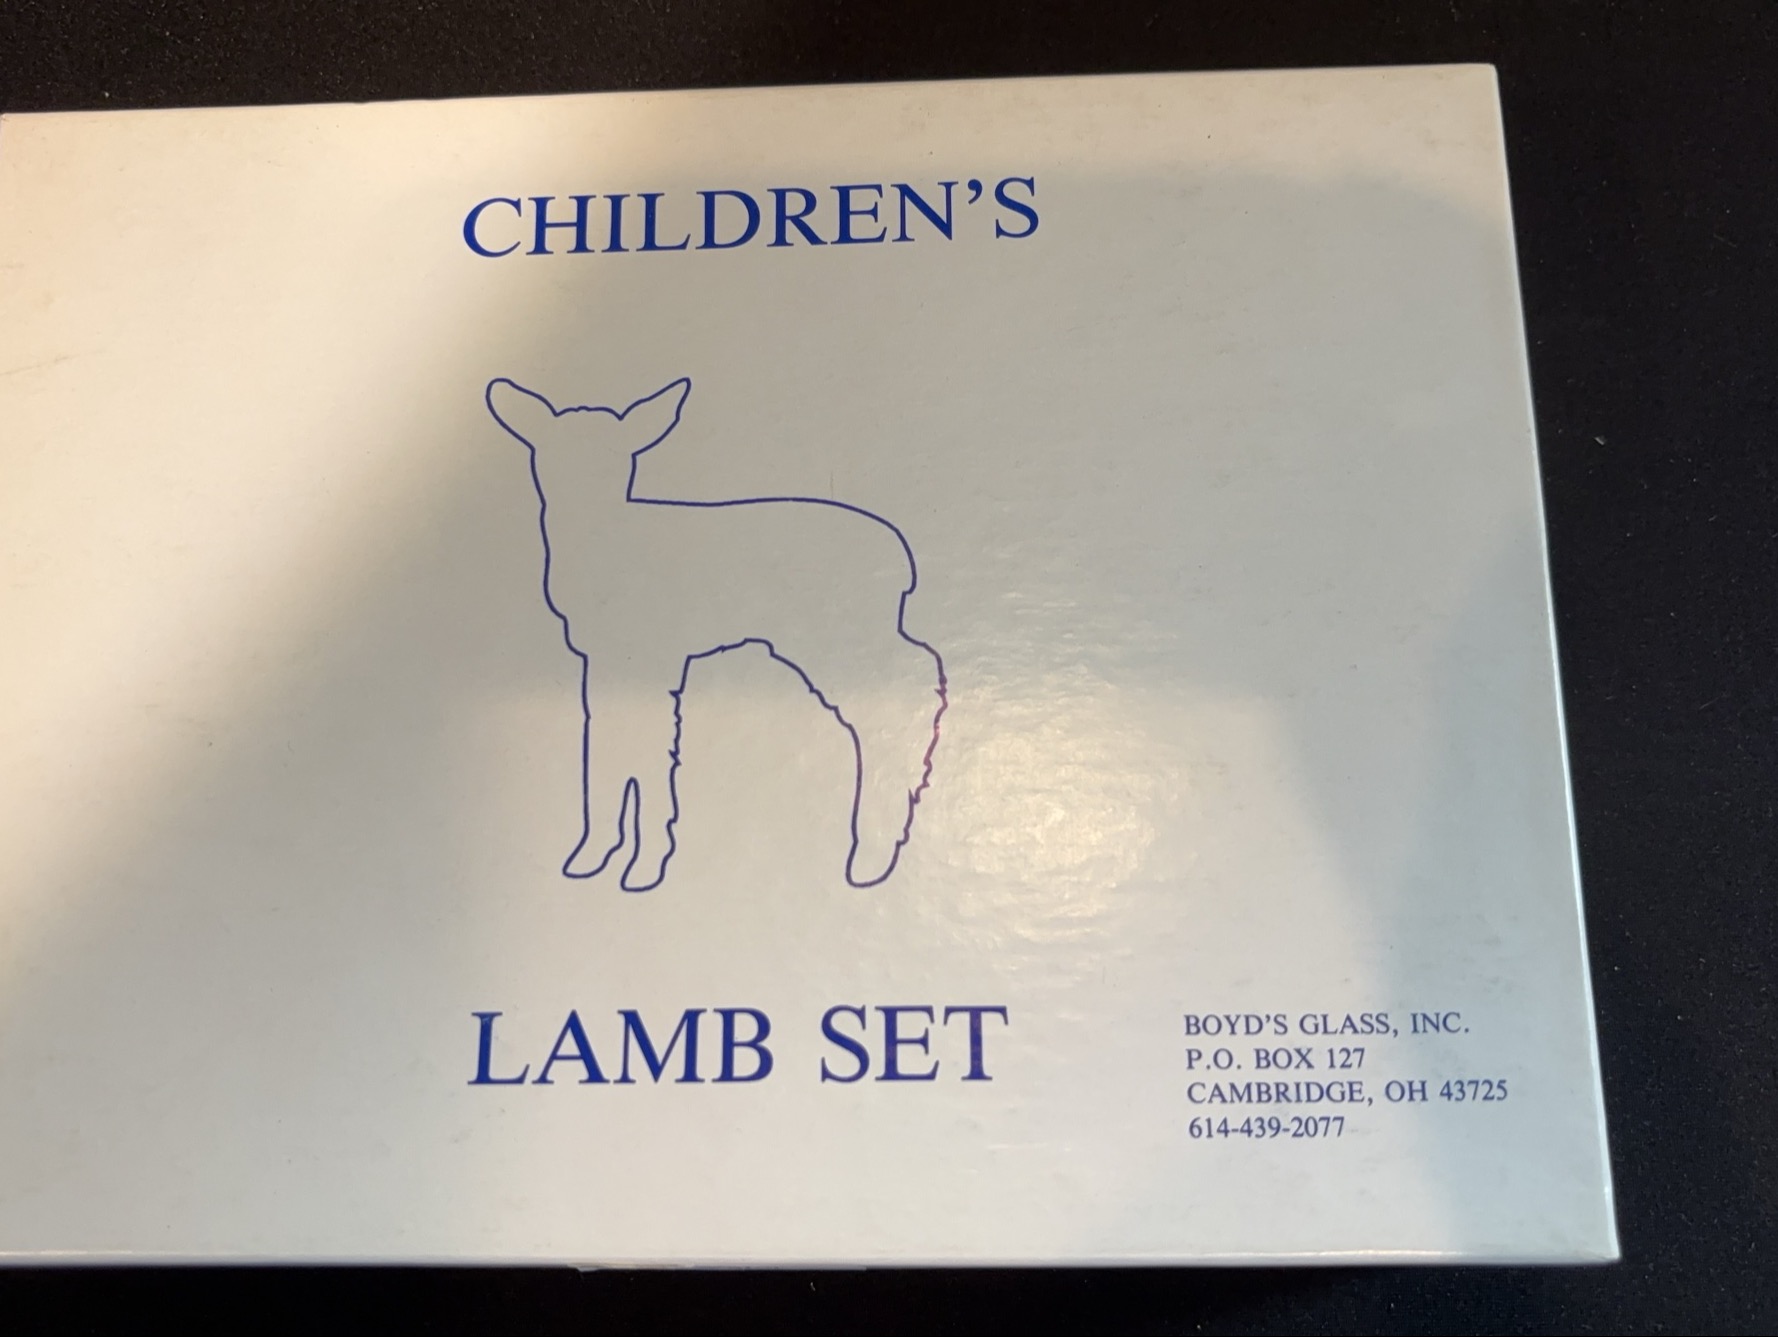 CHILDREN'S
LAMB SET
BOYD'S GLASS, INC.
P.O. BOX 127
CAMBRIDGE, OH 43725
614-439-2077